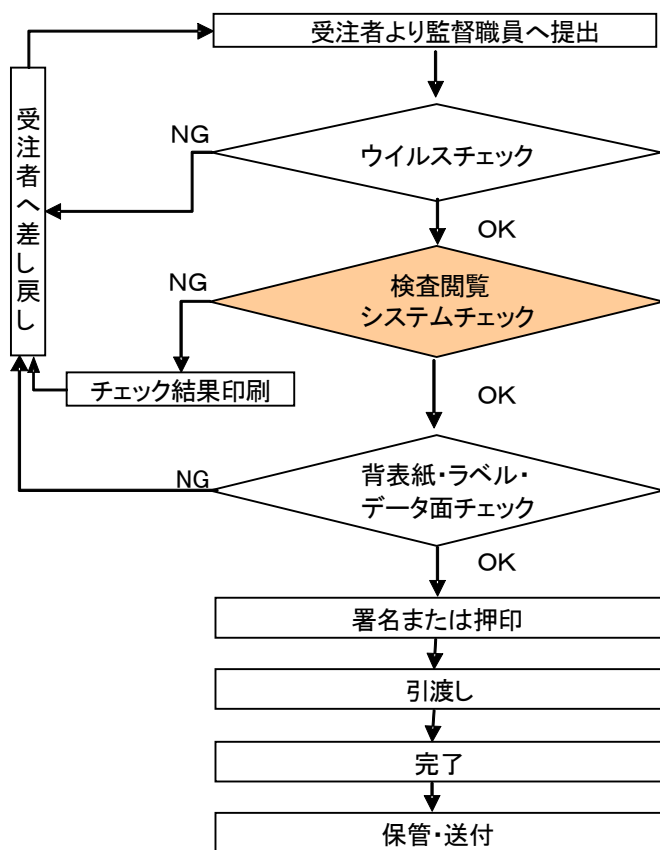 受注者より監督職員へ提出
受注者へ差し戻し
NG
ウイルスチェック
OK
NG
検査閲覧
システムチェック
チェック結果印刷
OK
NG
背表紙・ラベル・
データ面チェック
OK
署名または押印
引渡し
完了
保管・送付